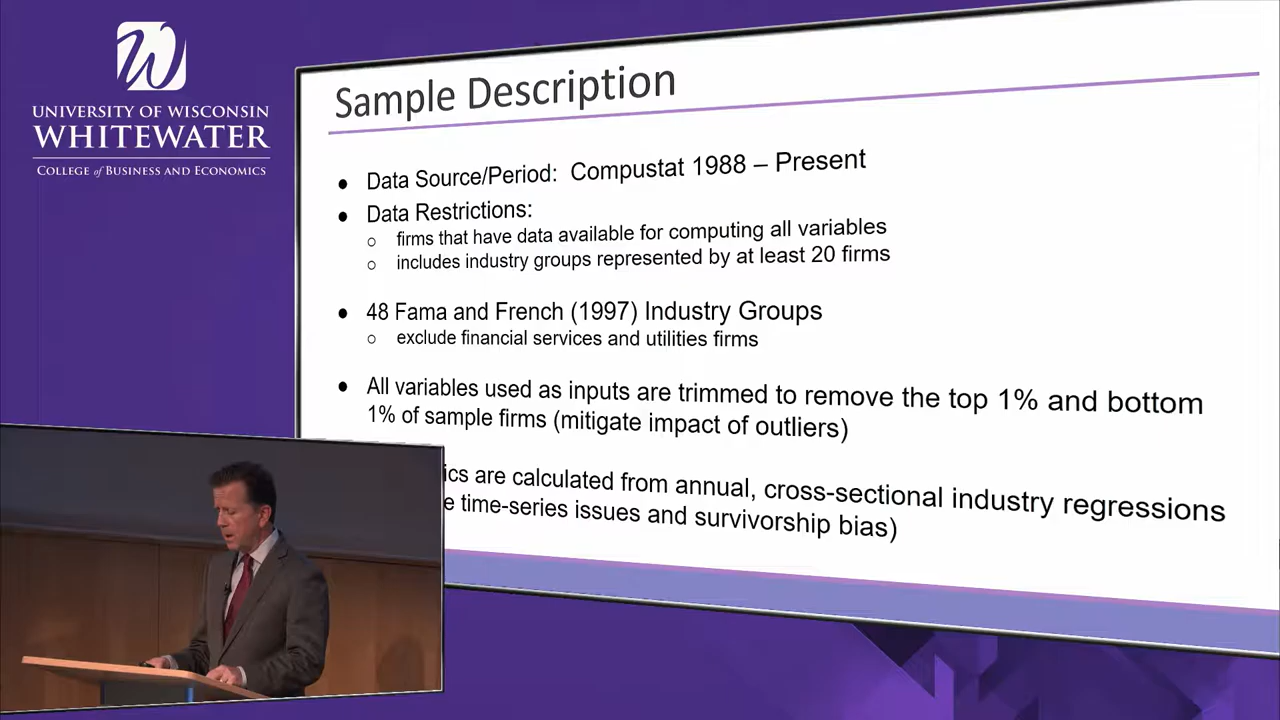 UNIVERSITY OF WISCONSIN
WHITEWATER
COLLEGE of BUSINESS AND ECONOMICS
Sample Description
• Data Source/Period: Compustat 1988 – Present
• Data Restrictions:
○ firms that have data available for computing all variables
○ includes industry groups represented by at least 20 firms
• 48 Fama and French (1997) Industry Groups
○ exclude financial services and utilities firms
• All variables used as inputs are trimmed to remove the top 1% and bottom
1% of sample firms (mitigate impact of outliers)
are calculated from annual, cross-sectional industry regressions
time-series issues and survivorship bias)